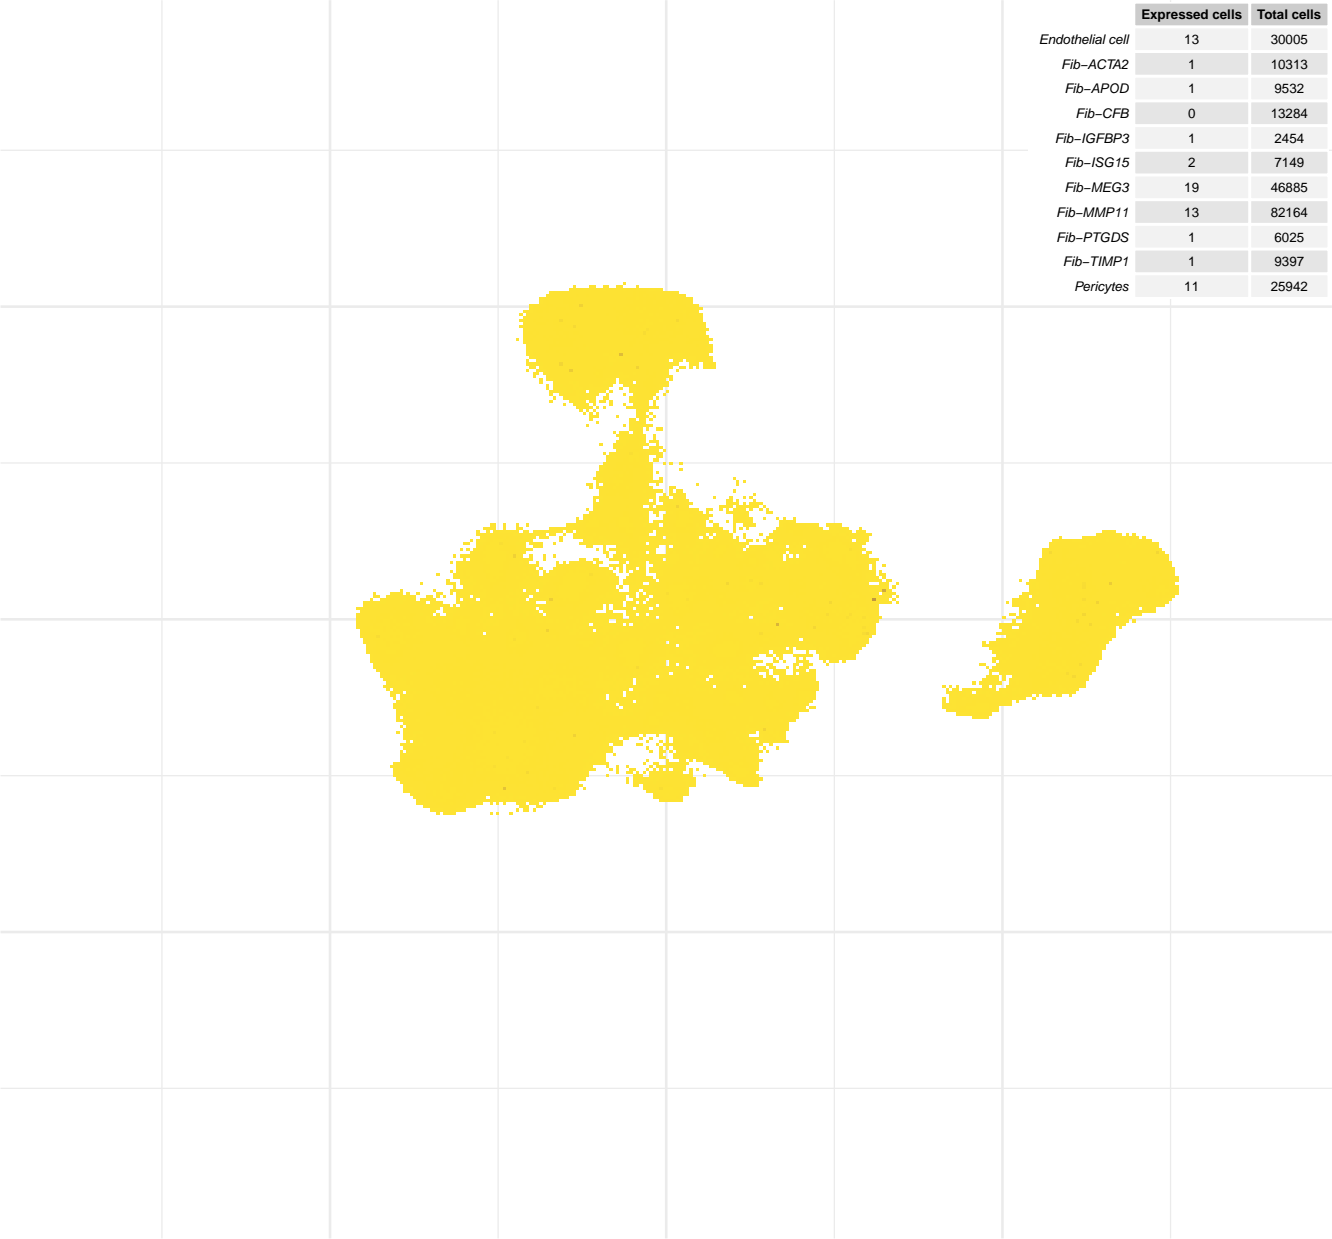 Expressed cells Total cells
Endothelial cell 13 30005
Fib−ACTA2 1 10313
Fib−APOD 1 9532
Fib−CFB 0 13284
Fib−IGFBP3 1 2454
Fib−ISG15 2 7149
Fib−MEG3 19 46885
Fib−MMP11 13 82164
Fib−PTGDS 1 6025
Fib−TIMP1 1 9397
Pericytes 11 25942